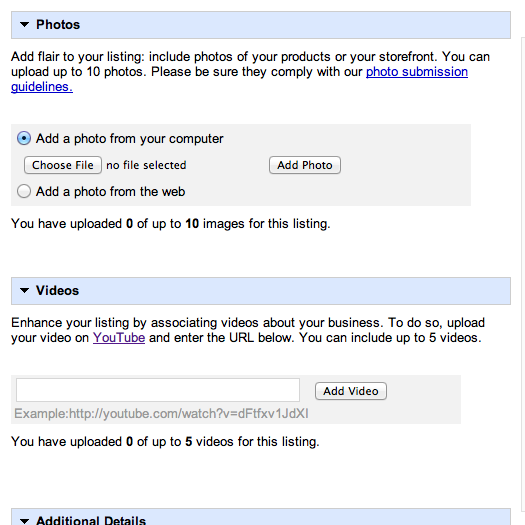 Photos
Add flair to your listing: include photos of your products or your storefront. You can
upload up to 10 photos. Please be sure they comply with our photo submission
guidelines.
Add a photo from your computer
Choose File no file selected Add Photo
Add a photo from the web
You have uploaded 0 of up to 10 images for this listing.
Videos
Enhance your listing by associating videos about your business. To do so, upload
your video on YouTube and enter the URL below. You can include up to 5 videos.
Add Video
Example:http://youtube.com/watch?v=dFtfxv1JdXI
You have uploaded 0 of up to 5 videos for this listing.
Additional Details